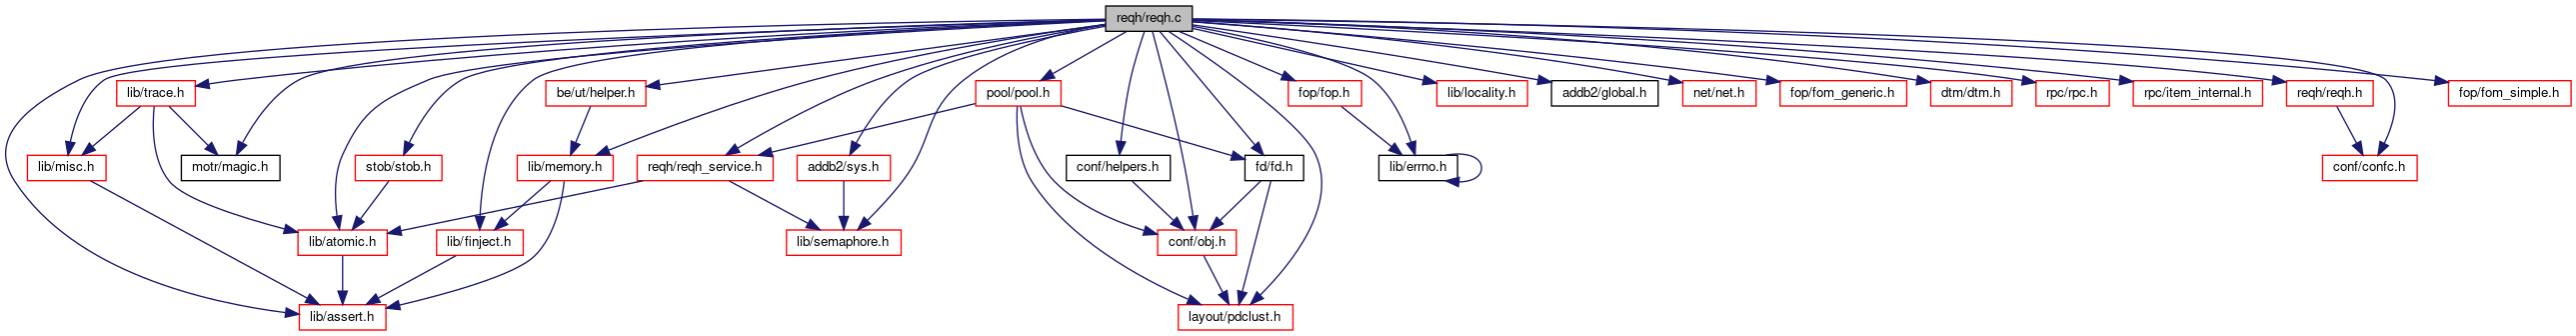 reqh/reqh.c
lib/trace.h
be/ut/helper.h
pool/pool.h
fop/fop.h
lib/locality.h
addb2/global.h
net/net.h
fop/fom_generic.h
dtm/dtm.h
rpc/rpc.h
rpc/item_internal.h
reqh/reqh.h
fop/fom_simple.h
lib/misc.h
motr/magic.h
stob/stob.h
lib/memory.h
reqh/reqh_service.h
addb2/sys.h
conf/helpers.h
fd/fd.h
lib/errno.h
conf/confc.h
lib/atomic.h
lib/finject.h
lib/semaphore.h
conf/obj.h
lib/assert.h
layout/pdclust.h